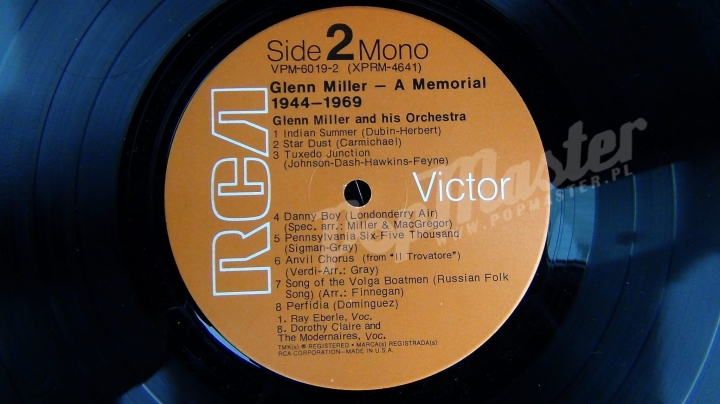 Side 2 Mono
VPM-6019-2 (XPRM-4641)
Glenn Miller — A Memorial
1944—1969
Glenn Miller and his Orchestra
1 Indian Summer (Dubin-Herbert)
2 Star Dust (Carmichael)
3 Tuxedo Junction
(Johnson-Dash-Hawkins-Feyne)
RCA
Victor
4 Danny Boy (Londonderry Air)
(Spec. arr.: Miller & MacGregor)
5 Pennsylvania Six-Five Thousand
(Sigman-Gray)
6 Anvil Chorus (from "Il Trovatore")
(Verdi-Arr.: Gray)
7 Song of the Volga Boatmen (Russian Folk
Song) (Arr.: Finnegan)
8 Perfidia (Dominguez)
1. Ray Eberle, Voc.
8. Dorothy Claire and
The Modernaires, Voc.
TMK(s) ® REGISTERED • MARCA(s) REGISTRADA(s)
RCA CORPORATION—MADE IN U.S.A.
PopMaster
WWW.POPMASTER.PL